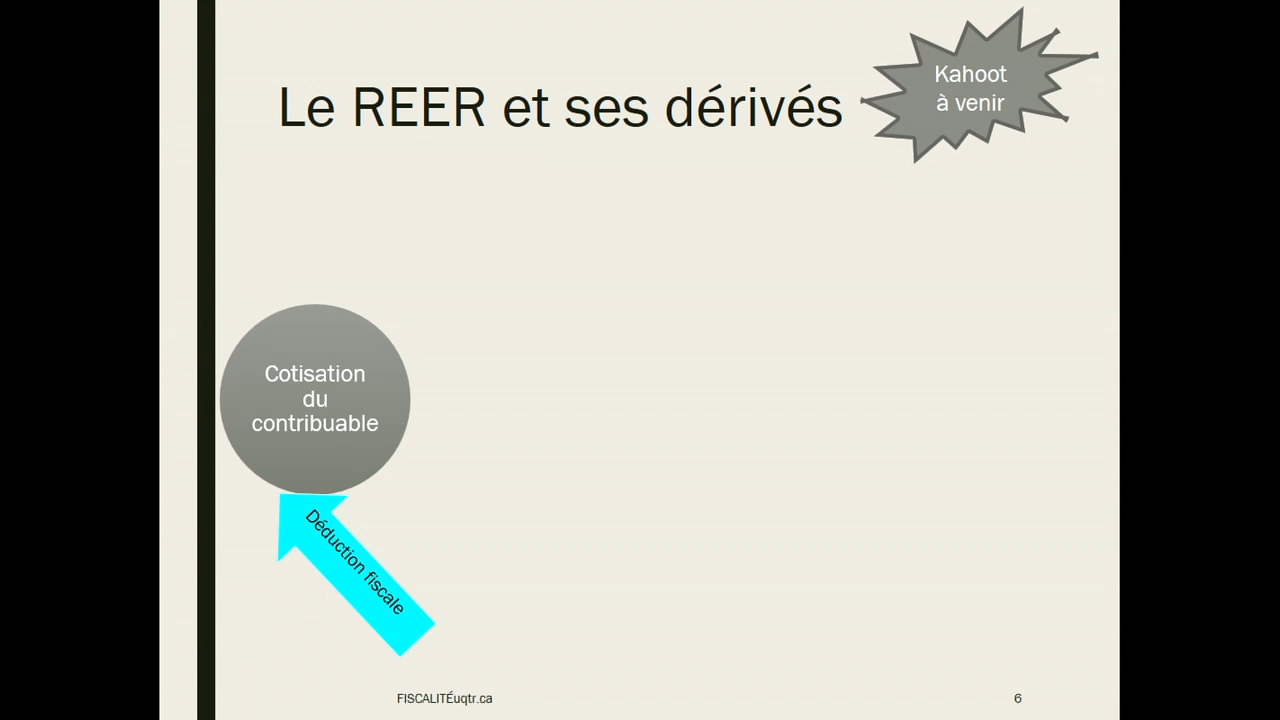 Le REER et ses dérivés
Kahoot
à venir
Cotisation
du
contribuable
Déduction fiscale
FISCALITÉuqtr.ca
6